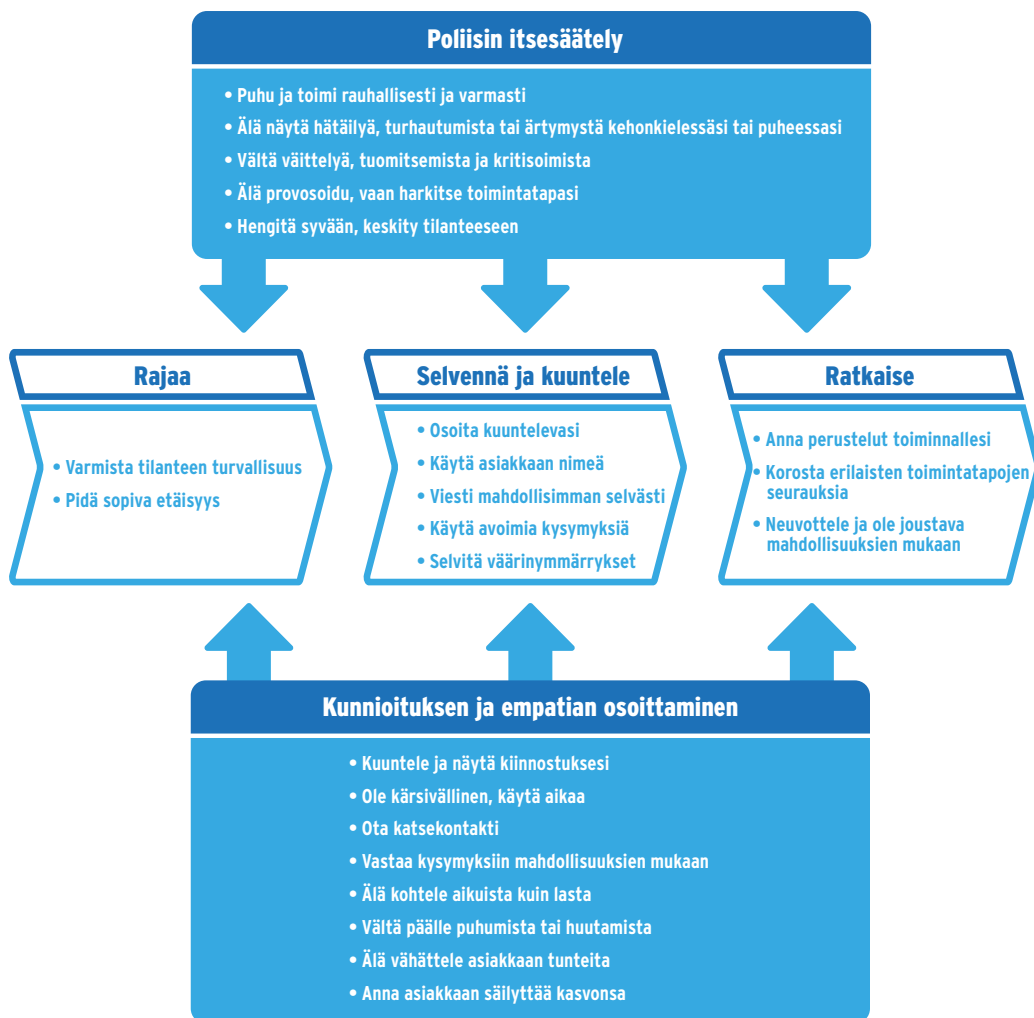 Poliisin itsesäätely
• Puhu ja toimi rauhallisesti ja varmasti
• Älä näytä hätäilyä, turhautumista tai ärtymystä kehonkielessäsi tai puheessasi
• Vältä väittelyä, tuomitsemista ja kritisoimista
• Älä provosoidu, vaan harkitse toimintatapasi
• Hengitä syvään, keskity tilanteeseen
Rajaa
• Varmista tilanteen turvallisuus
• Pidä sopiva etäisyys
Selvennä ja kuuntele
• Osoita kuuntelevasi
• Käytä asiakkaan nimeä
• Viesti mahdollisimman selvästi
• Käytä avoimia kysymyksiä
• Selvitä väärinymmärrykset
Ratkaise
• Anna perustelut toiminnallesi
• Korosta erilaisten toimintatapojen
seurauksia
• Neuvottele ja ole joustava
mahdollisuuksien mukaan
Kunnioituksen ja empatian osoittaminen
• Kuuntele ja näytä kiinnostuksesi
• Ole kärsivällinen, käytä aikaa
• Ota katsekontakti
• Vastaa kysymyksiin mahdollisuuksien mukaan
• Älä kohtele aikuista kuin lasta
• Vältä päälle puhumista tai huutamista
• Älä vähättele asiakkaan tunteita
• Anna asiakkaan säilyttää kasvonsa